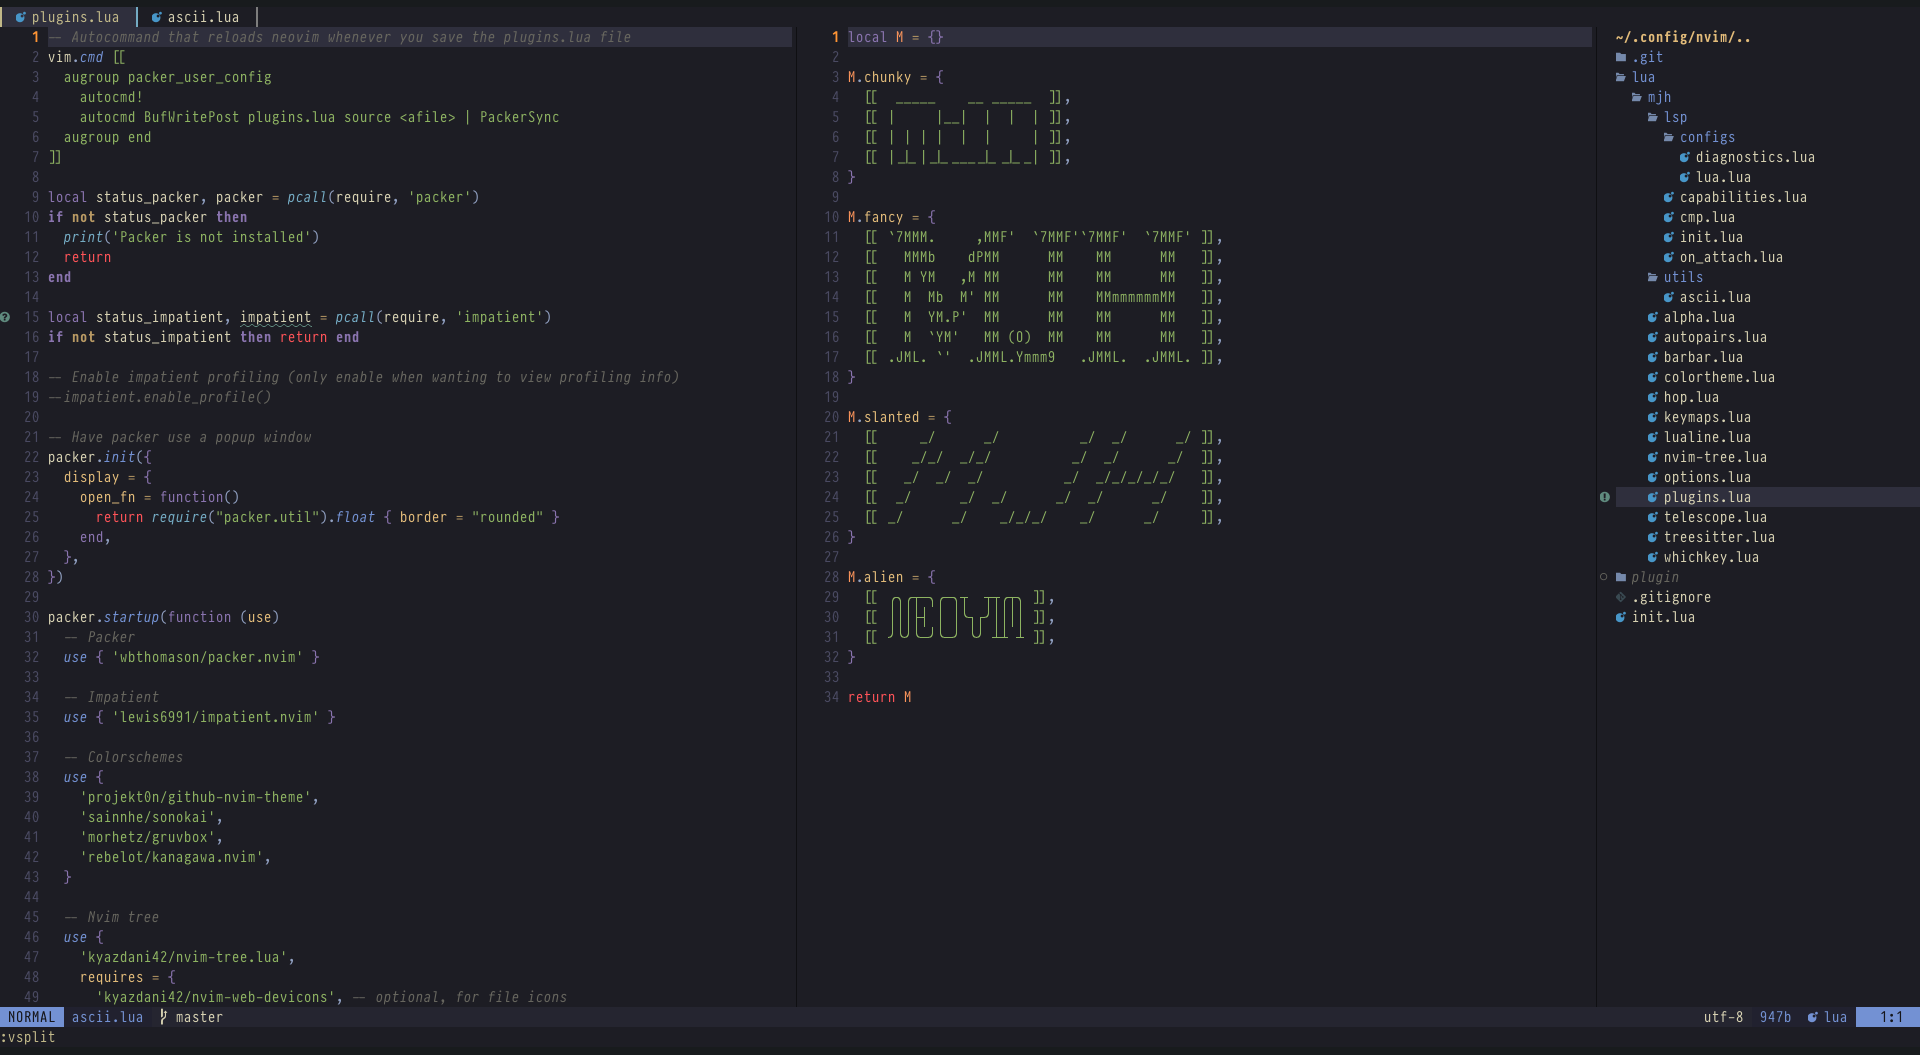 plugins.lua ascii.lua
1 -- Autocommand that reloads neovim whenever you save the plugins.lua file
2 vim.cmd [[
3   augroup packer_user_config
4     autocmd!
5     autocmd BufWritePost plugins.lua source <afile> | PackerSync
6   augroup end
7 ]]
8
9 local status_packer, packer = pcall(require, 'packer')
10 if not status_packer then
11   print('Packer is not installed')
12   return
13 end
14
15 local status_impatient, impatient = pcall(require, 'impatient')
16 if not status_impatient then return end
17
18 -- Enable impatient profiling (only enable when wanting to view profiling info)
19 --impatient.enable_profile()
20
21 -- Have packer use a popup window
22 packer.init({
23   display = {
24     open_fn = function()
25       return require("packer.util").float { border = "rounded" }
26     end,
27   },
28 })
29
30 packer.startup(function (use)
31   -- Packer
32   use { 'wbthomason/packer.nvim' }
33
34   -- Impatient
35   use { 'lewis6991/impatient.nvim' }
36
37   -- Colorschemes
38   use {
39     'projekt0n/github-nvim-theme',
40     'sainnhe/sonokai',
41     'morhetz/gruvbox',
42     'rebelot/kanagawa.nvim',
43   }
44
45   -- Nvim tree
46   use {
47     'kyazdani42/nvim-tree.lua',
48     requires = {
49       'kyazdani42/nvim-web-devicons', -- optional, for file icons
1 local M = {}
2
3 M.chunky = {
4   [[  _____    __ _____  ]],
5   [[ |     |__|  |  |  | ]],
6   [[ | | | |  |  |     | ]],
7   [[ |_|_|_|_____|__|__| ]],
8 }
9
10 M.fancy = {
11   [[ `7MMM.     ,MMF'  `7MMF'`7MMF'  `7MMF' ]],
12   [[   MMMb    dPMM      MM    MM      MM   ]],
13   [[   M YM   ,M MM      MM    MM      MM   ]],
14   [[   M  Mb  M' MM      MM    MMmmmmmmMM   ]],
15   [[   M  YM.P'  MM      MM    MM      MM   ]],
16   [[   M  `YM'   MM (O)  MM    MM      MM   ]],
17   [[ .JML. `'  .JMML.Ymmm9   .JMML.  .JMML. ]],
18 }
19
20 M.slanted = {
21   [[     _/      _/          _/  _/      _/ ]],
22   [[    _/_/  _/_/          _/  _/      _/  ]],
23   [[   _/  _/  _/          _/  _/_/_/_/_/   ]],
24   [[  _/      _/  _/      _/  _/      _/    ]],
25   [[ _/      _/    _/_/_/    _/      _/     ]],
26 }
27
28 M.alien = {
29   [[ ]],
30   [[ ]],
31   [[ ]],
32 }
33
34 return M
~/.config/nvim/..
.git
lua
mjh
lsp
configs
diagnostics.lua
lua.lua
capabilities.lua
cmp.lua
init.lua
on_attach.lua
utils
ascii.lua
alpha.lua
autopairs.lua
barbar.lua
colortheme.lua
hop.lua
keymaps.lua
lualine.lua
nvim-tree.lua
options.lua
plugins.lua
telescope.lua
treesitter.lua
whichkey.lua
plugin
.gitignore
init.lua
NORMAL ascii.lua master utf-8 947b lua 1:1
:vsplit